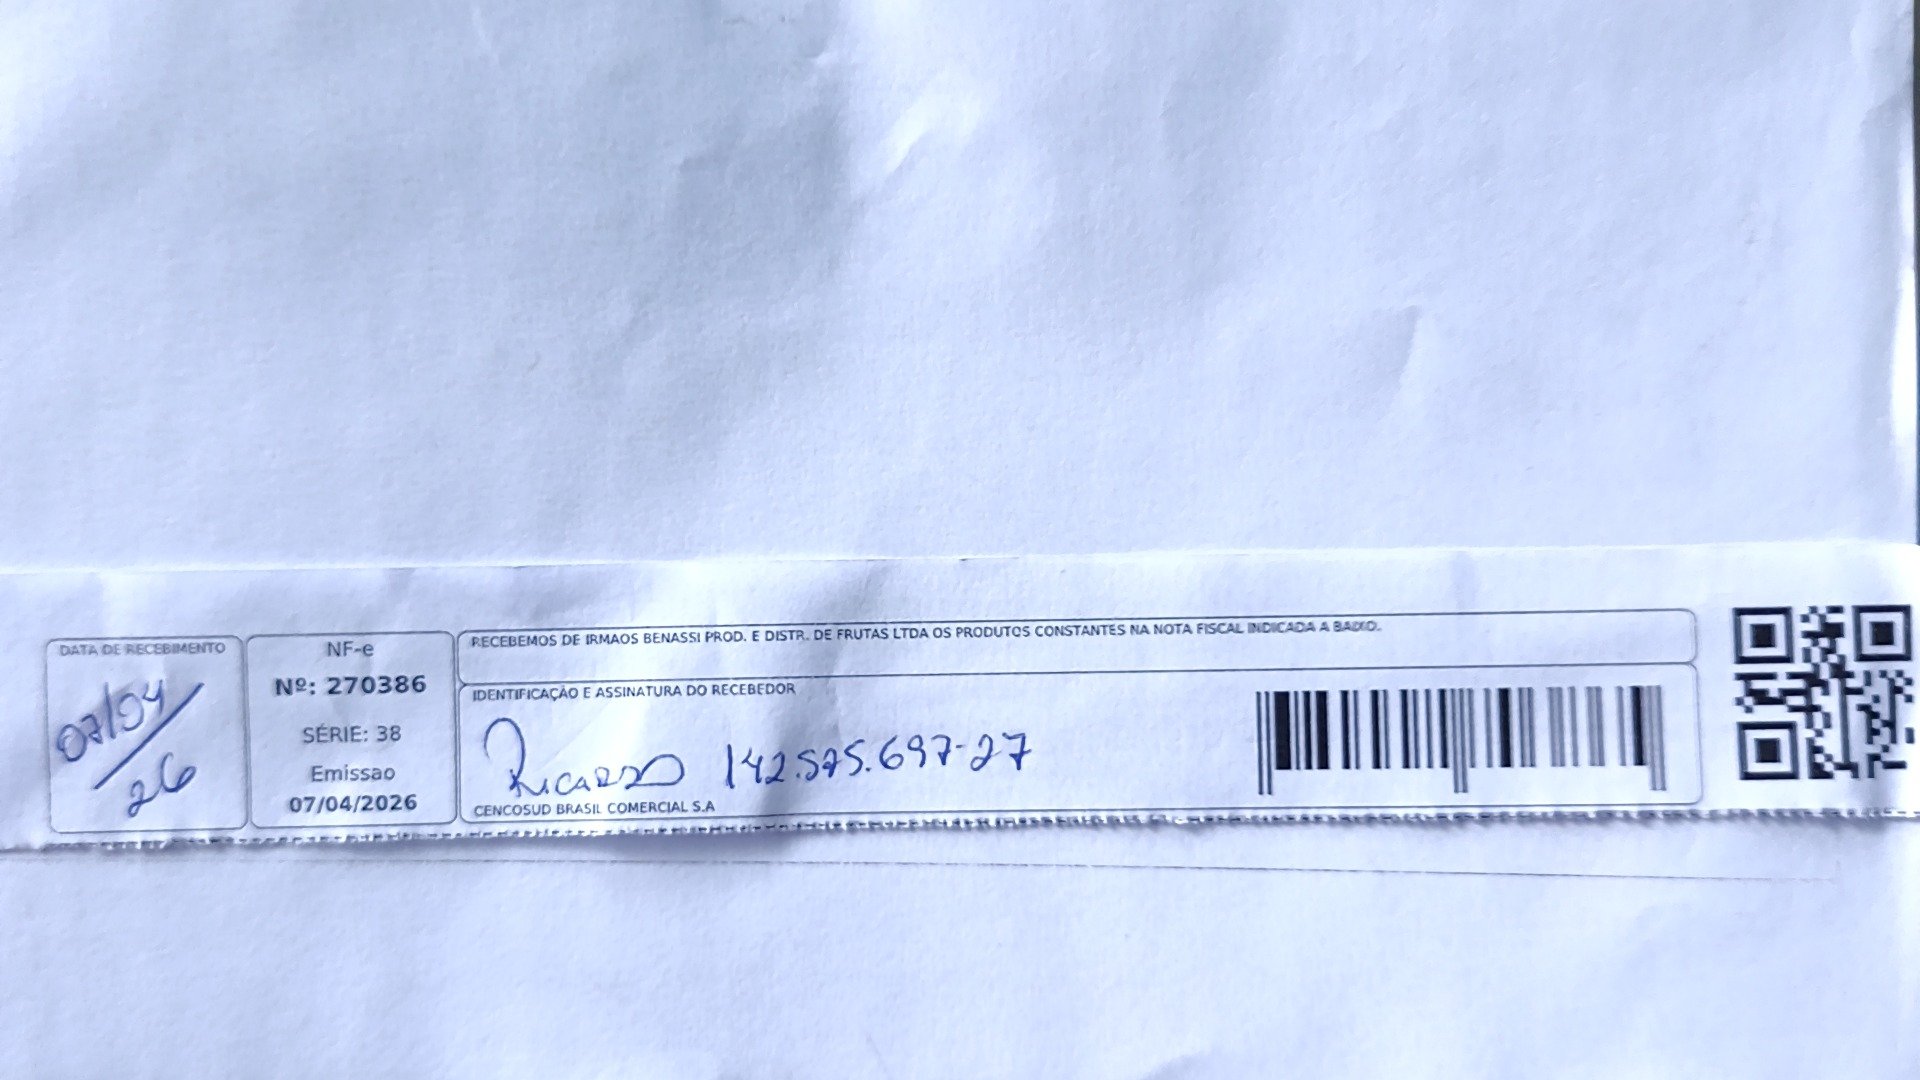 DATA DE RECEBIMENTO
07/04
26
NF-e
Nº: 270386
SÉRIE: 38
Emissao
07/04/2026
RECEBEMOS DE IRMAOS BENASSI PROD. E DISTR. DE FRUTAS LTDA OS PRODUTOS CONSTANTES NA NOTA FISCAL INDICADA A BAIXO.
IDENTIFICAÇÃO E ASSINATURA DO RECEBEDOR
Ricardo 142.525.697-27
CENCOSUD BRASIL COMERCIAL S.A